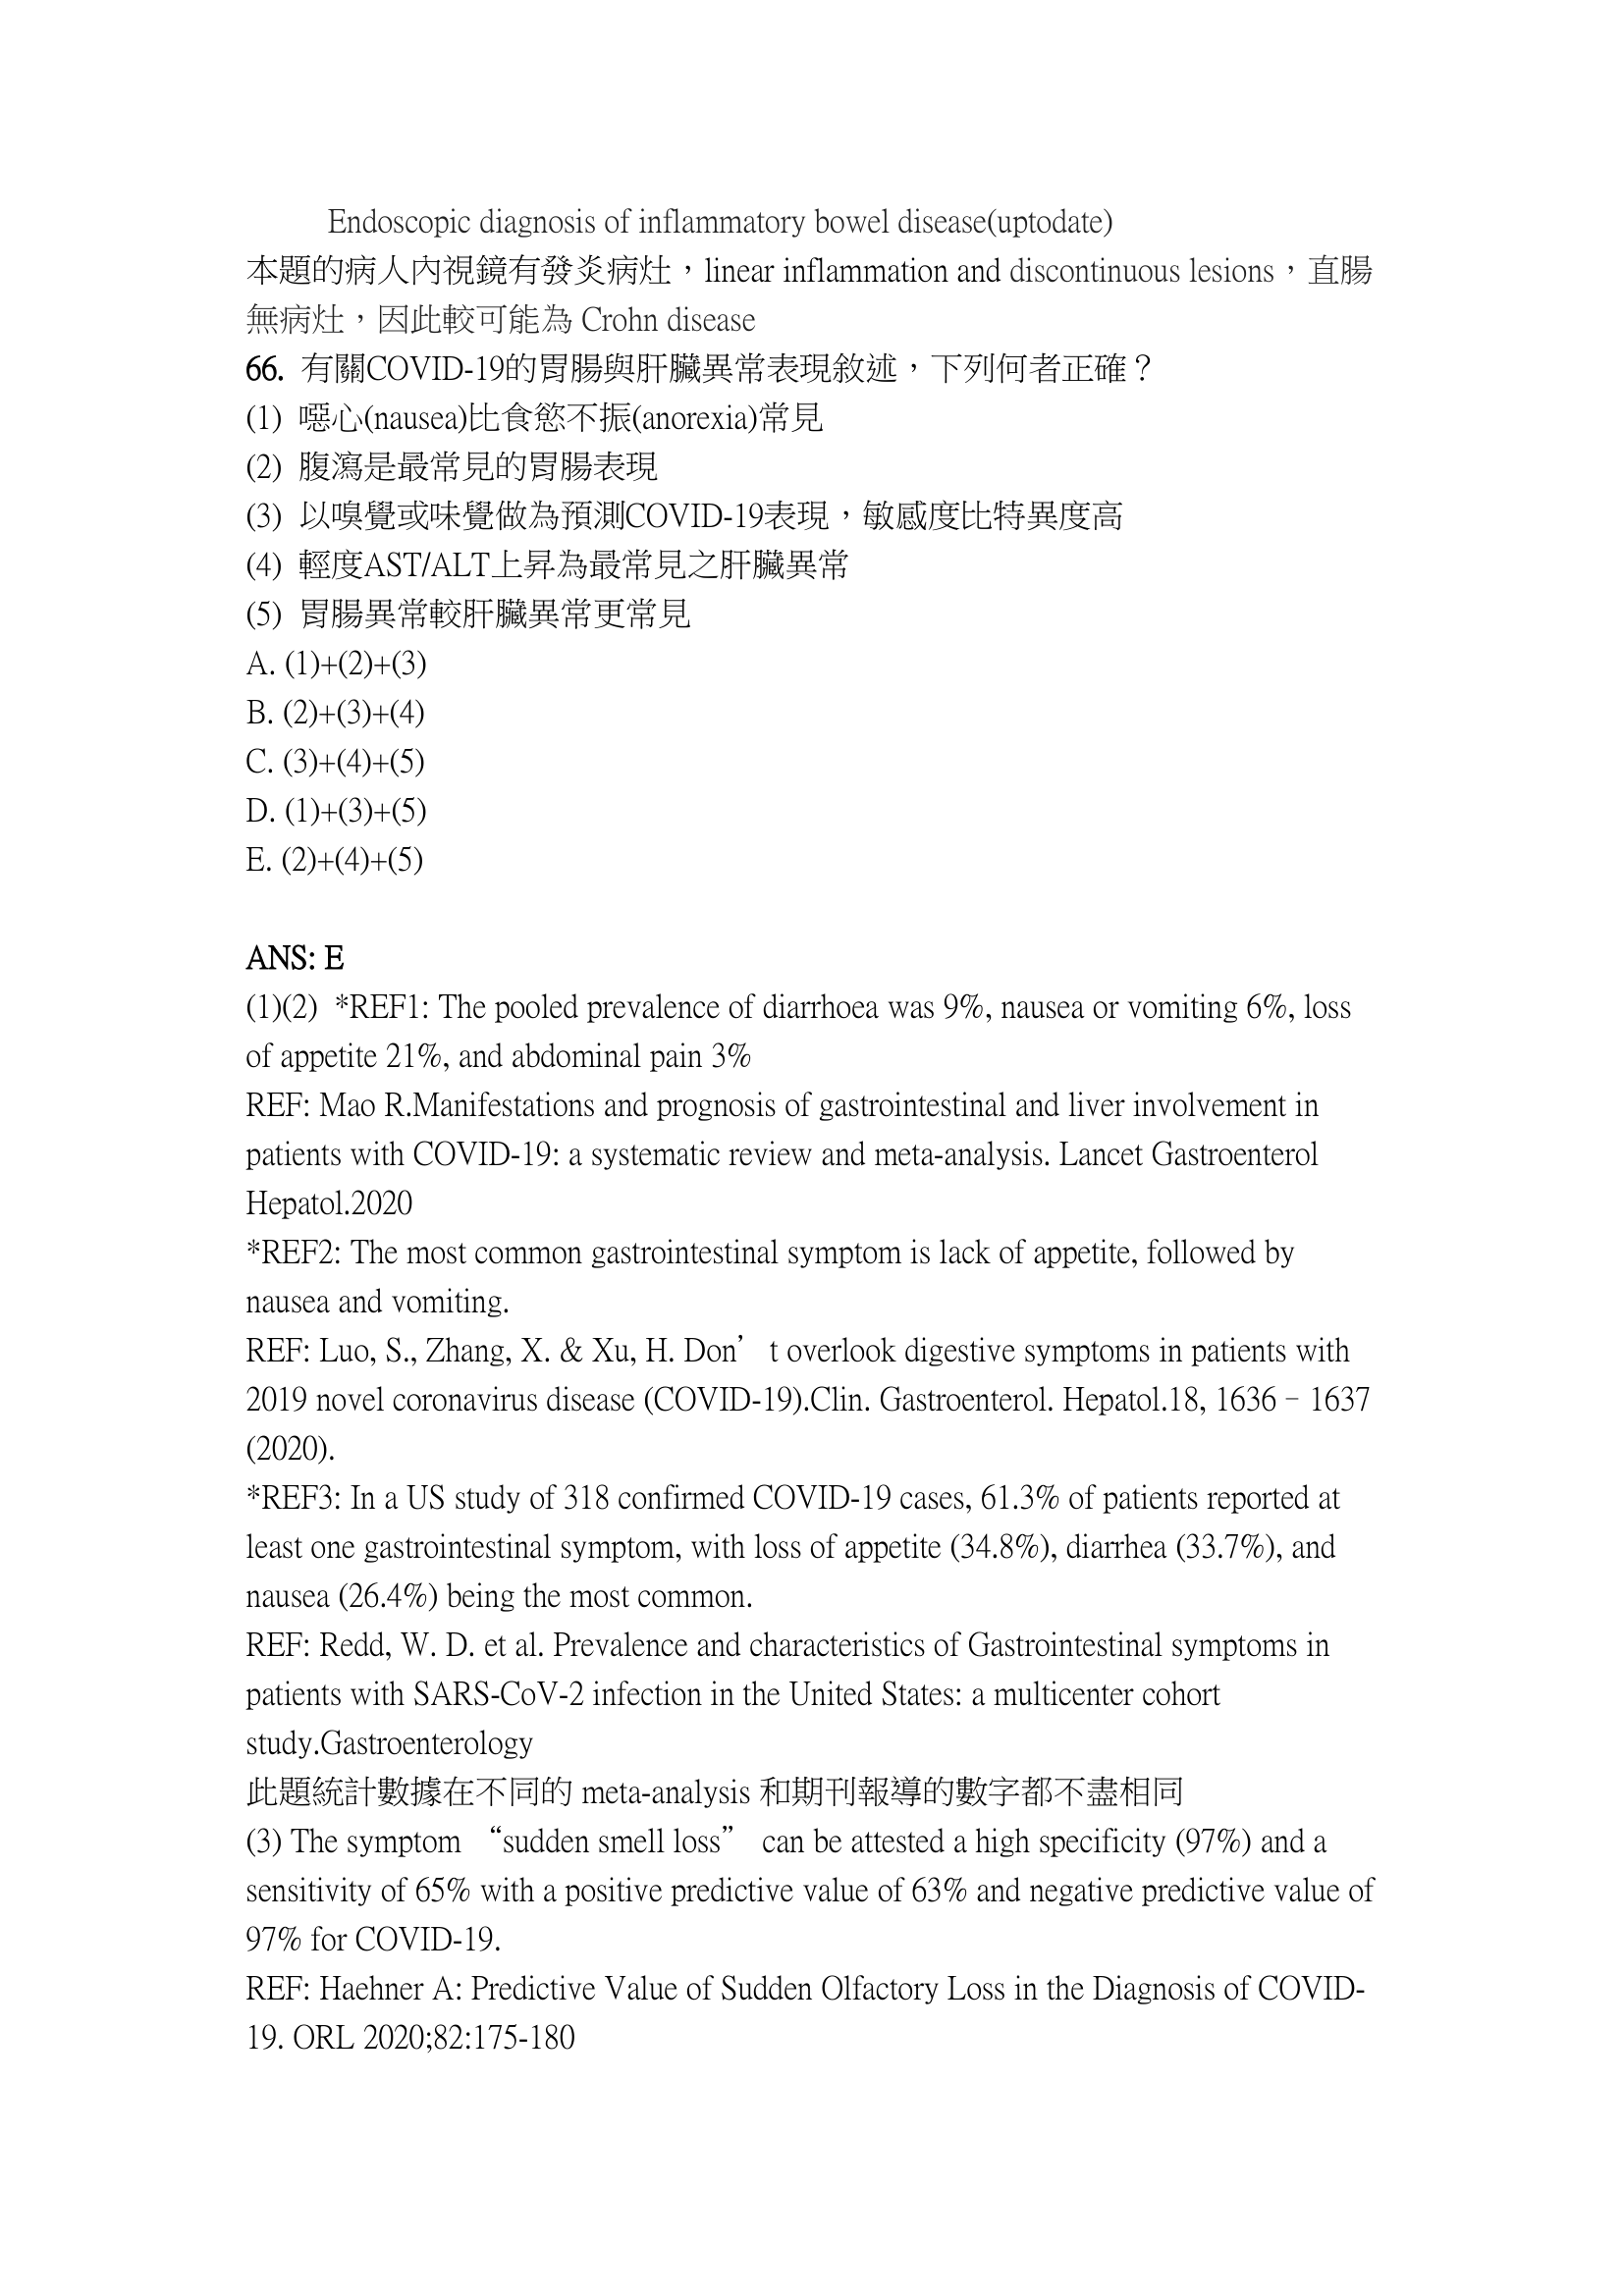 Endoscopic diagnosis of inflammatory bowel disease(uptodate)
本題的病人內視鏡有發炎病灶，linear inflammation and discontinuous lesions，直腸
無病灶，因此較可能為 Crohn disease
66. 有關COVID-19的胃腸與肝臟異常表現敘述，下列何者正確？
(1) 噁心(nausea)比食慾不振(anorexia)常見
(2) 腹瀉是最常見的胃腸表現
(3) 以嗅覺或味覺做為預測COVID-19表現，敏感度比特異度高
(4) 輕度AST/ALT上昇為最常見之肝臟異常
(5) 胃腸異常較肝臟異常更常見
A. (1)+(2)+(3)
B. (2)+(3)+(4)
C. (3)+(4)+(5)
D. (1)+(3)+(5)
E. (2)+(4)+(5)
ANS: E
(1)(2) *REF1: The pooled prevalence of diarrhoea was 9%, nausea or vomiting 6%, loss
of appetite 21%, and abdominal pain 3%
REF: Mao R.Manifestations and prognosis of gastrointestinal and liver involvement in
patients with COVID-19: a systematic review and meta-analysis. Lancet Gastroenterol
Hepatol.2020
*REF2: The most common gastrointestinal symptom is lack of appetite, followed by
nausea and vomiting.
REF: Luo, S., Zhang, X. & Xu, H. Don’t overlook digestive symptoms in patients with
2019 novel coronavirus disease (COVID-19).Clin. Gastroenterol. Hepatol.18, 1636–1637
(2020).
*REF3: In a US study of 318 confirmed COVID-19 cases, 61.3% of patients reported at
least one gastrointestinal symptom, with loss of appetite (34.8%), diarrhea (33.7%), and
nausea (26.4%) being the most common.
REF: Redd, W. D. et al. Prevalence and characteristics of Gastrointestinal symptoms in
patients with SARS-CoV-2 infection in the United States: a multicenter cohort
study.Gastroenterology
此題統計數據在不同的 meta-analysis 和期刊報導的數字都不盡相同
(3) The symptom “sudden smell loss” can be attested a high specificity (97%) and a
sensitivity of 65% with a positive predictive value of 63% and negative predictive value of
97% for COVID-19.
REF: Haehner A: Predictive Value of Sudden Olfactory Loss in the Diagnosis of COVID-
19. ORL 2020;82:175-180